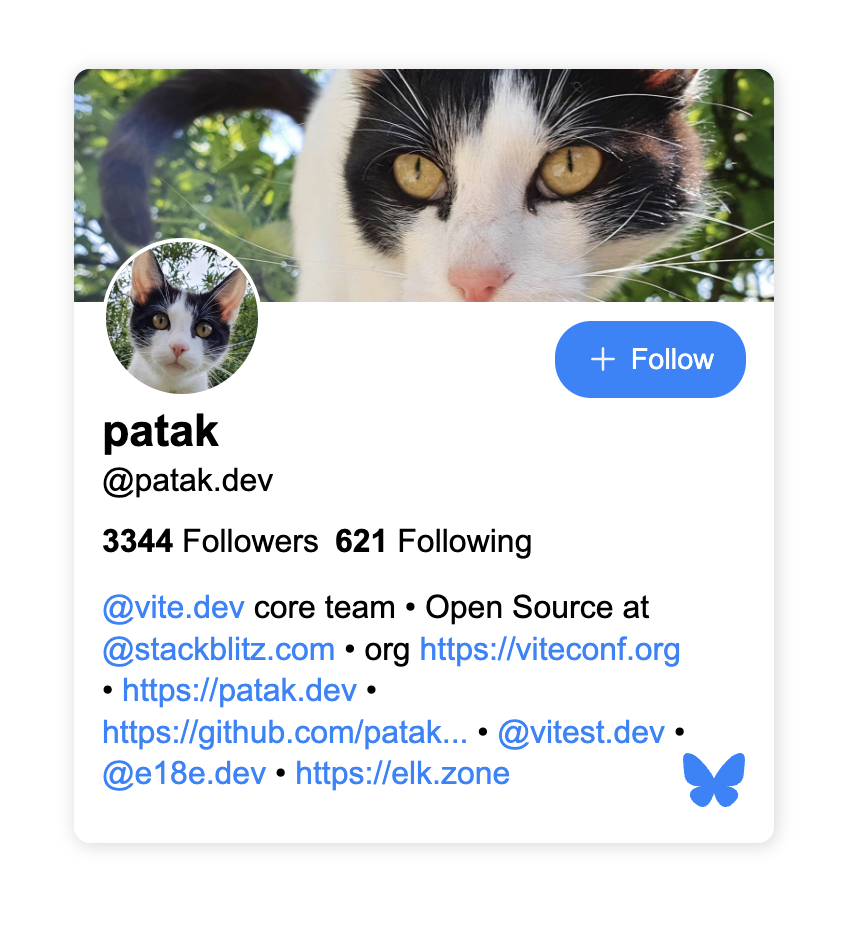 + Follow
patak
@patak.dev
3344 Followers 621 Following
@vite.dev core team • Open Source at
@stackblitz.com • org https://viteconf.org
• https://patak.dev •
https://github.com/patak... • @vitest.dev •
@e18e.dev • https://elk.zone